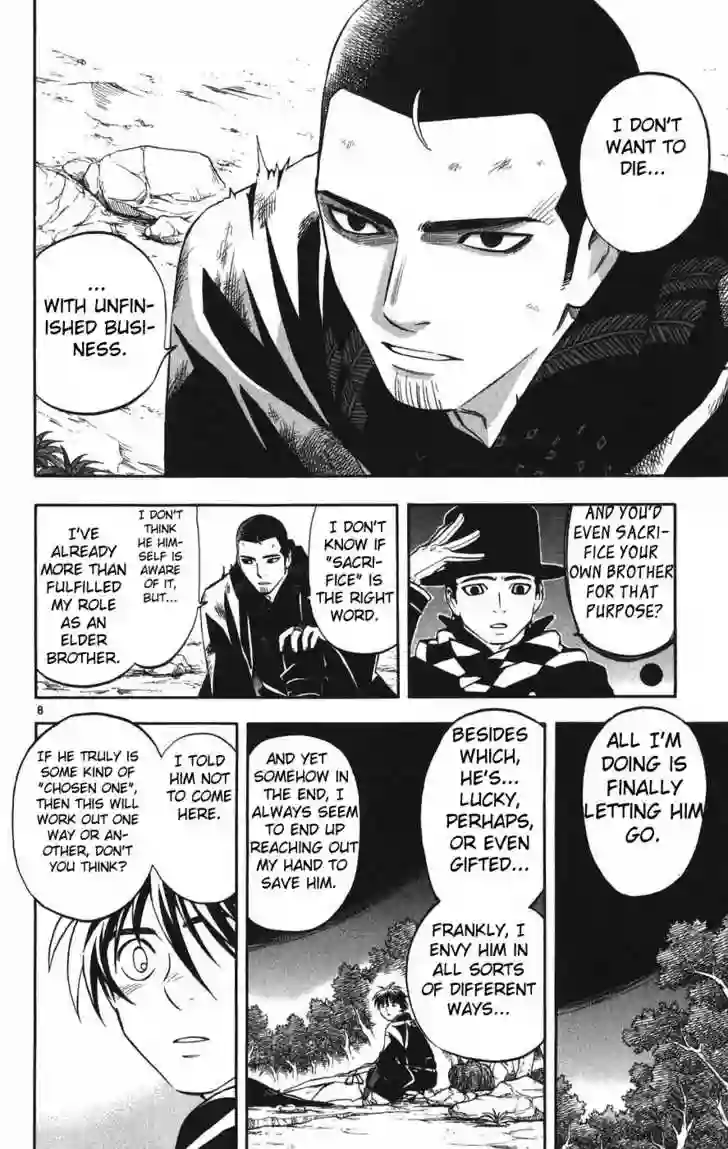 I DON'T
WANT TO
DIE...
...
WITH UNFIN-
ISHED BUSI-
NESS.
AND YOU'D
EVEN SACRI-
FICE YOUR
OWN BROTHER
FOR THAT
PURPOSE?
I DON'T
KNOW IF
"SACRI-
FICE" IS
THE RIGHT
WORD.
I DON'T
THINK
HE HIM-
SELF IS
AWARE
OF IT,
BUT...
I'VE
ALREADY
MORE THAN
FULFILLED
MY ROLE
AS AN
ELDER
BROTHER.
8
ALL I'M
DOING IS
FINALLY
LETTING HIM
GO.
BESIDES
WHICH,
HE'S...
LUCKY,
PERHAPS,
OR EVEN
GIFTED...
FRANKLY, I
ENVY HIM IN
ALL SORTS
OF DIFFERENT
WAYS...
AND YET
SOMEHOW IN
THE END, I
ALWAYS SEEM
TO END UP
REACHING OUT
MY HAND TO
SAVE HIM.
I TOLD
HIM NOT
TO COME
HERE.
IF HE TRULY IS
SOME KIND OF
"CHOSEN ONE",
THEN THIS WILL
WORK OUT ONE
WAY OR AN-
OTHER, DON'T
YOU THINK?